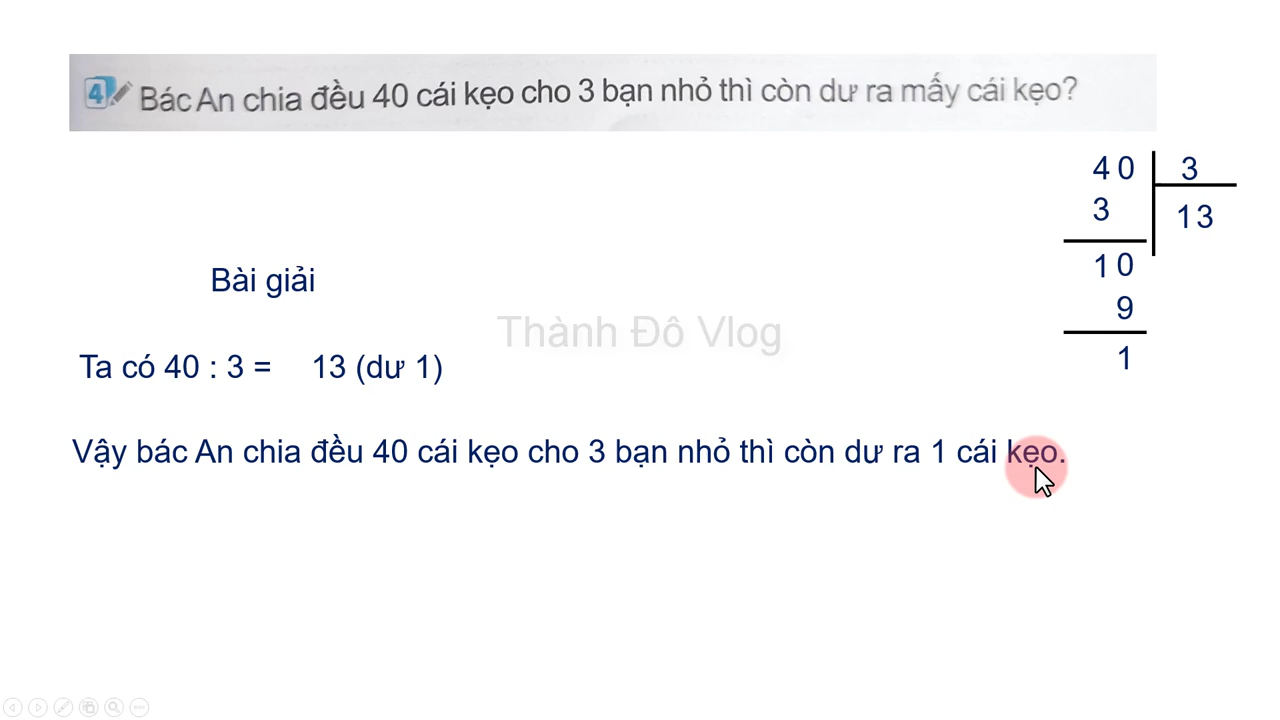 4 Bác An chia đều 40 cái kẹo cho 3 bạn nhỏ thì còn dư ra mấy cái kẹo?
40 3
3 13
10
9
1
Bài giải
Thành Đô Vlog
Ta có 40 : 3 = 13 (dư 1)
Vậy bác An chia đều 40 cái kẹo cho 3 bạn nhỏ thì còn dư ra 1 cái kẹo.